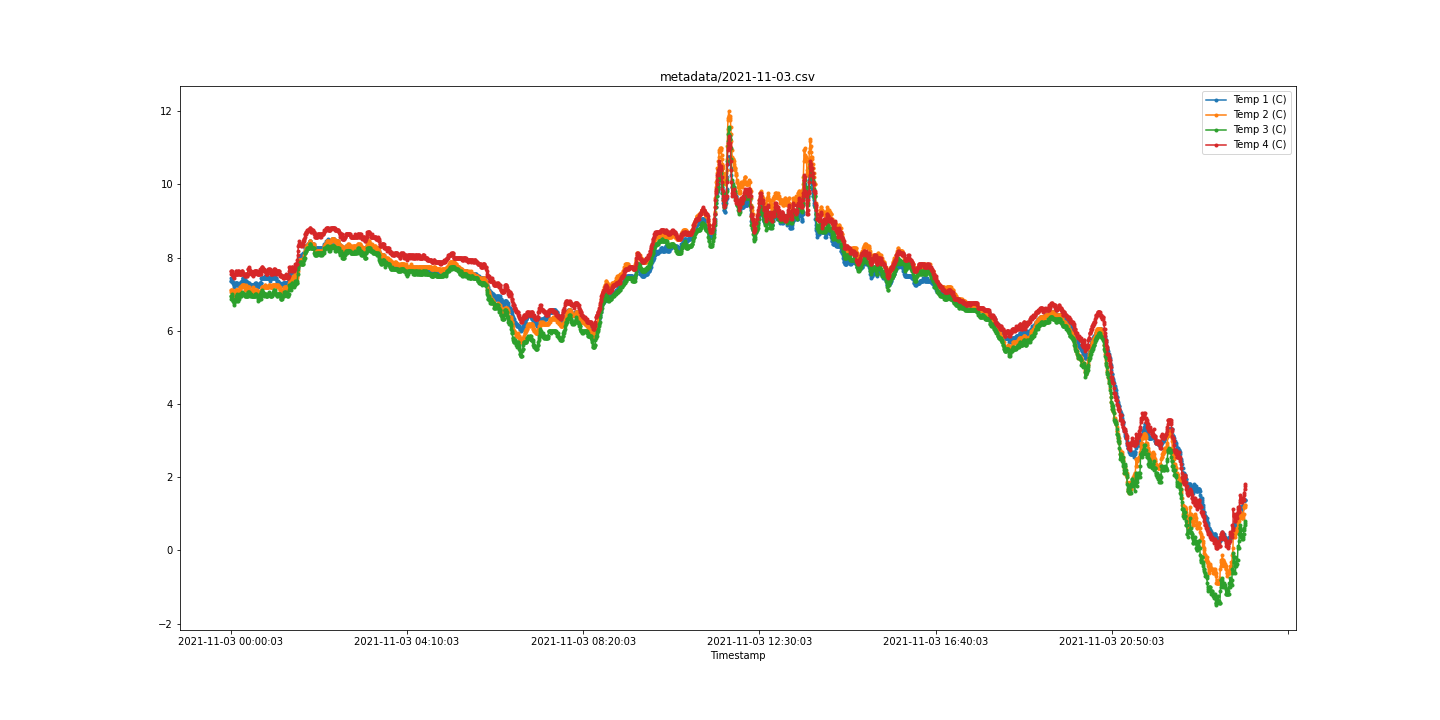 metadata/2021-11-03.csv
Temp 1 (C)
Temp 2 (C)
Temp 3 (C)
Temp 4 (C)
12
10
8
6
4
2
0
−2
2021-11-03 00:00:03 2021-11-03 04:10:03 2021-11-03 08:20:03 2021-11-03 12:30:03 2021-11-03 16:40:03 2021-11-03 20:50:03
Timestamp